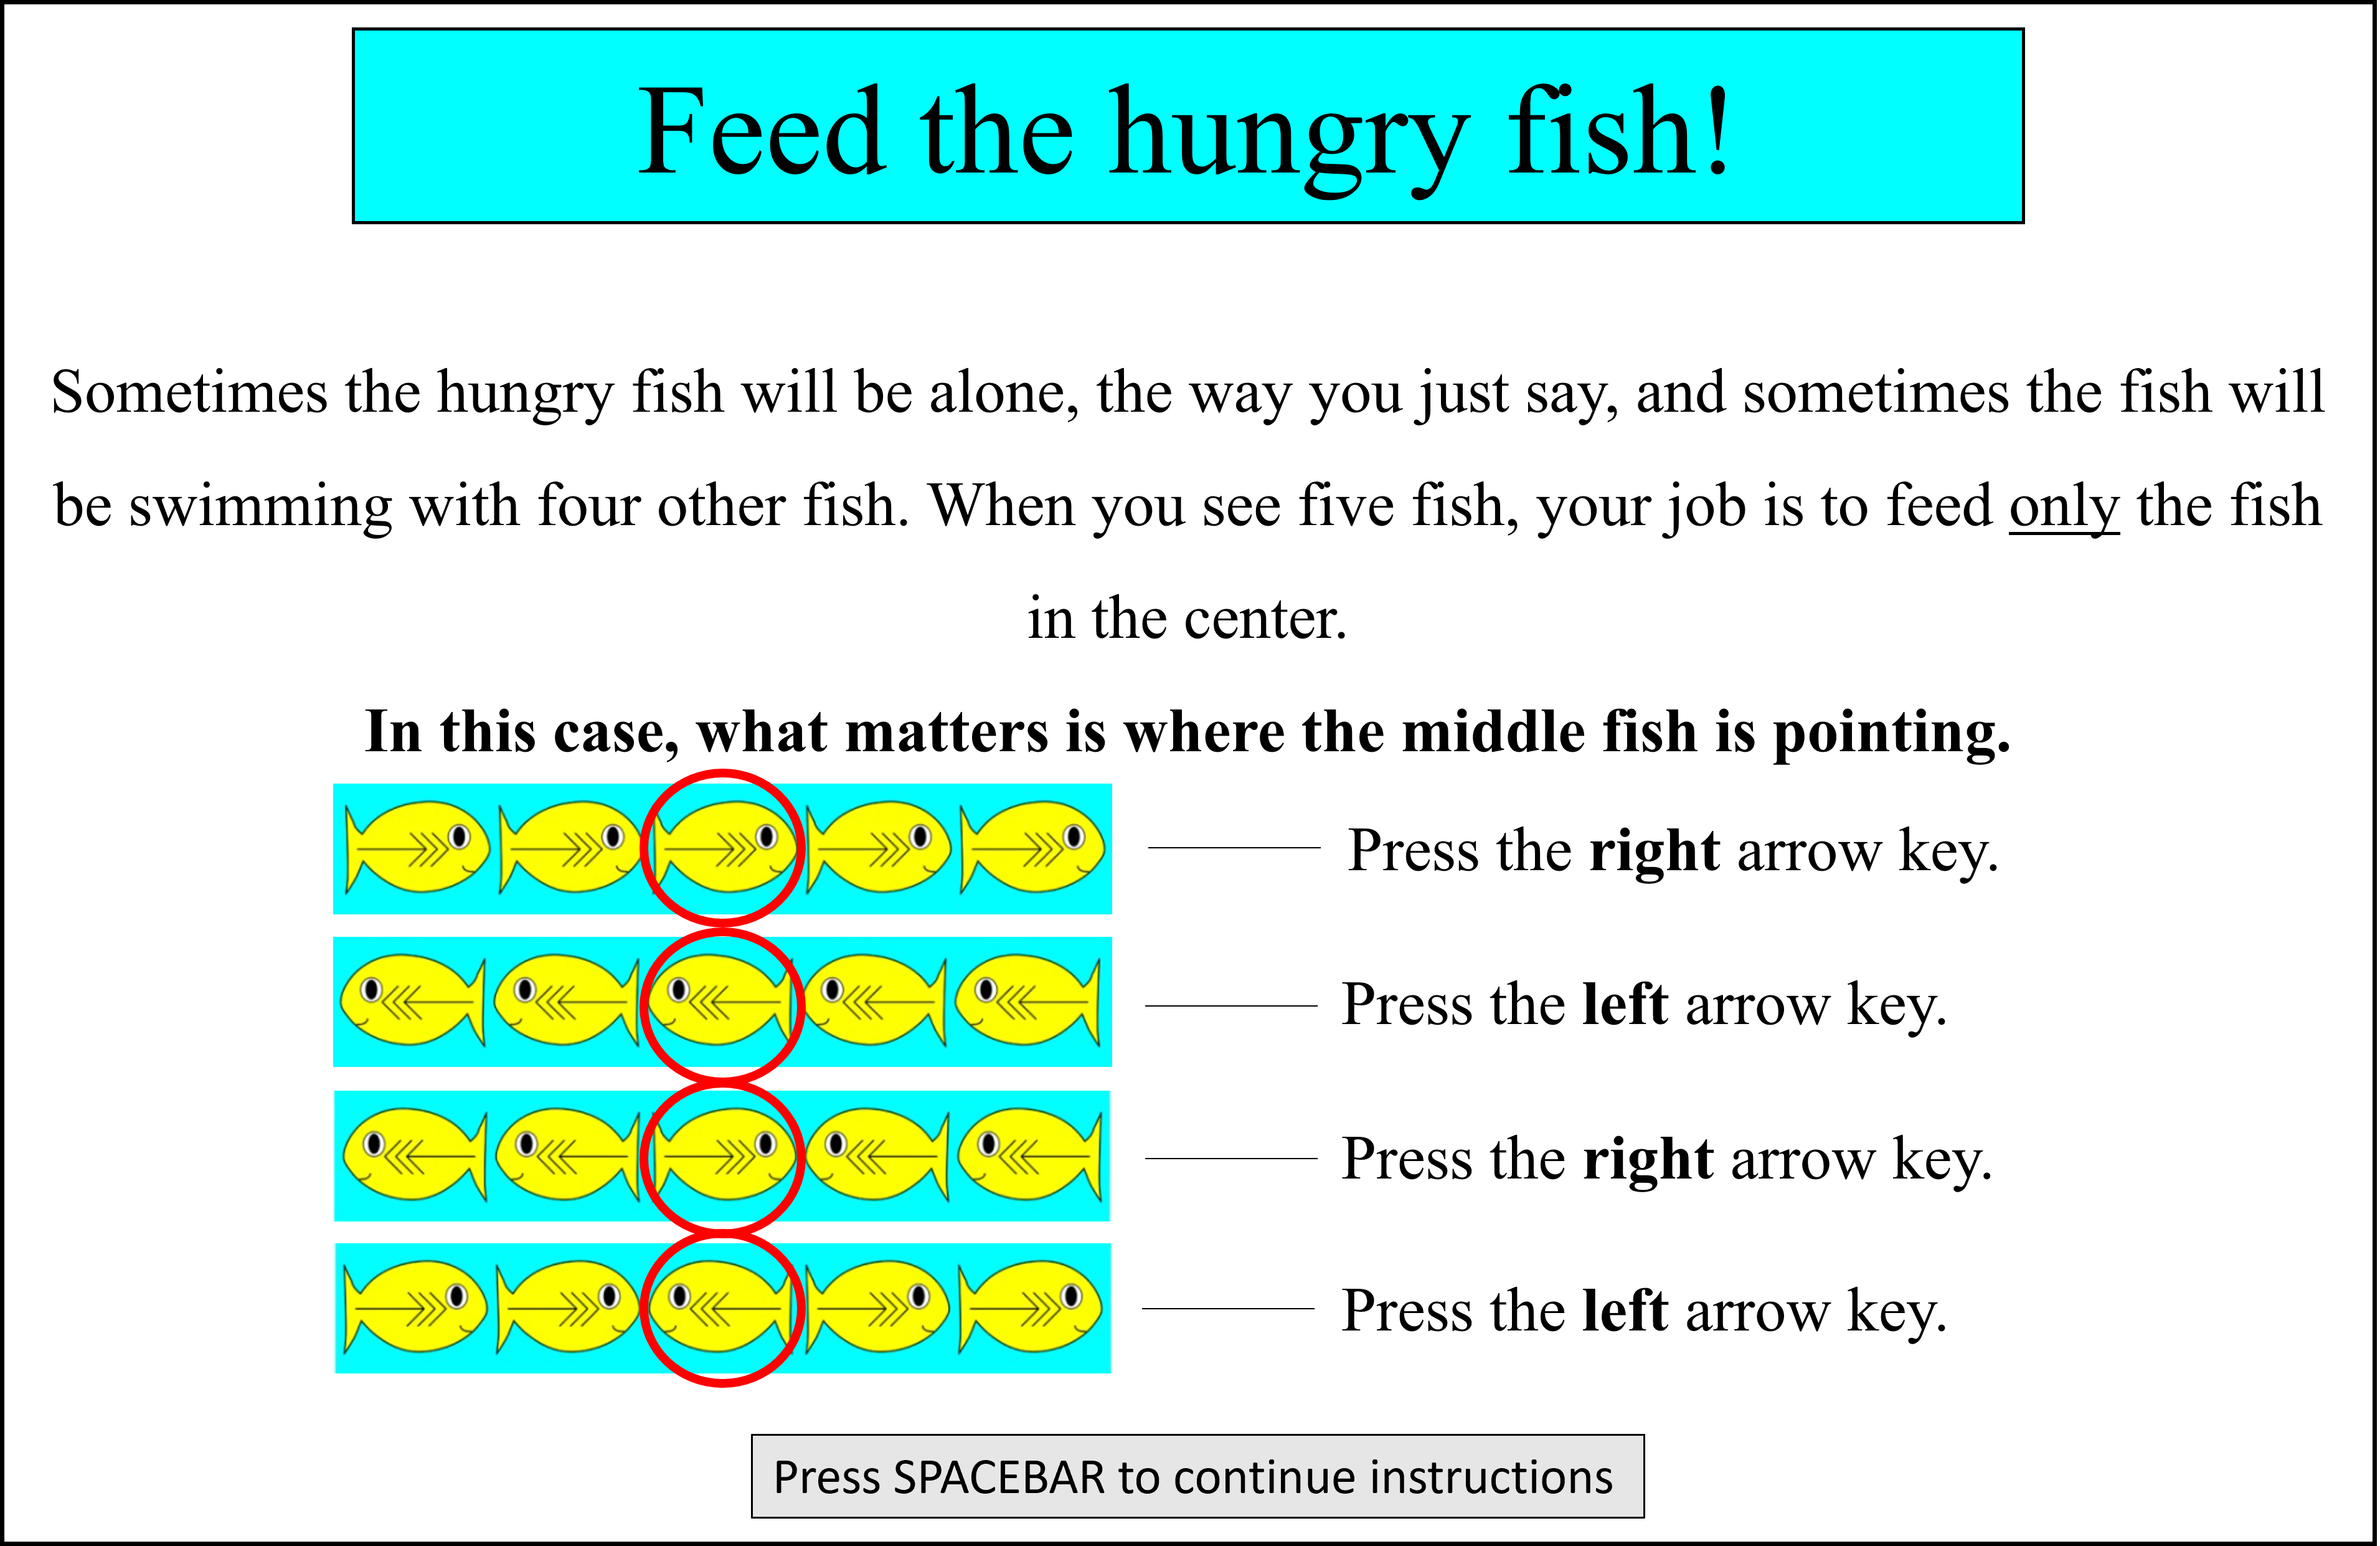 Feed the hungry fish!
Sometimes the hungry fish will be alone, the way you just say, and sometimes the fish will
be swimming with four other fish. When you see five fish, your job is to feed only the fish
in the center.
In this case, what matters is where the middle fish is pointing.
Press the right arrow key.
Press the left arrow key.
Press the right arrow key.
Press the left arrow key.
Press SPACEBAR to continue instructions